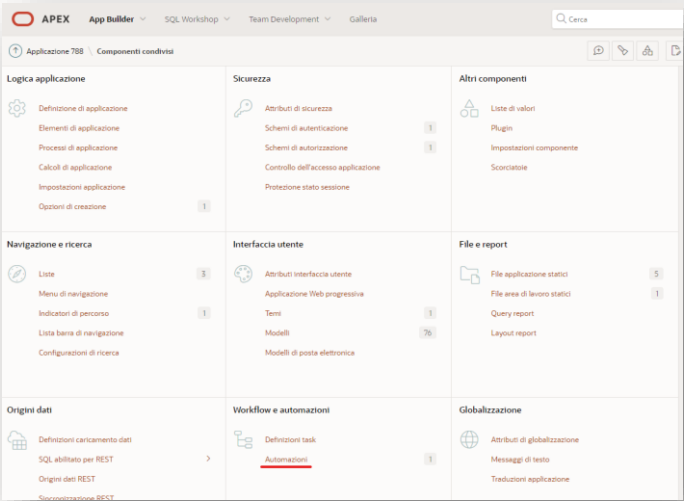 APEX App Builder SQL Workshop Team Development Galleria Cerca
Applicazione 788 \ Componenti condivisi
Logica applicazione
Definizione di applicazione
Elementi di applicazione
Processi di applicazione
Calcoli di applicazione
Impostazioni applicazione
Opzioni di creazione 1
Sicurezza
Attributi di sicurezza
Schemi di autenticazione 1
Schemi di autorizzazione 1
Controllo dell'accesso applicazione
Protezione stato sessione
Altri componenti
Liste di valori
Plugin
Impostazioni componente
Scorciatoie
Navigazione e ricerca
Liste 3
Menu di navigazione
Indicatori di percorso 1
Lista barra di navigazione
Configurazioni di ricerca
Interfaccia utente
Attributi interfaccia utente
Applicazione Web progressiva
Temi 1
Modelli 76
Modelli di posta elettronica
File e report
File applicazione statici 5
File area di lavoro statici 1
Query report
Layout report
Origini dati
Definizioni caricamento dati
SQL abilitato per REST
Origini dati REST
Sincronizzazione REST
Workflow e automazioni
Definizioni task
Automazioni 1
Globalizzazione
Attributi di globalizzazione
Messaggi di testo
Traduzioni applicazione